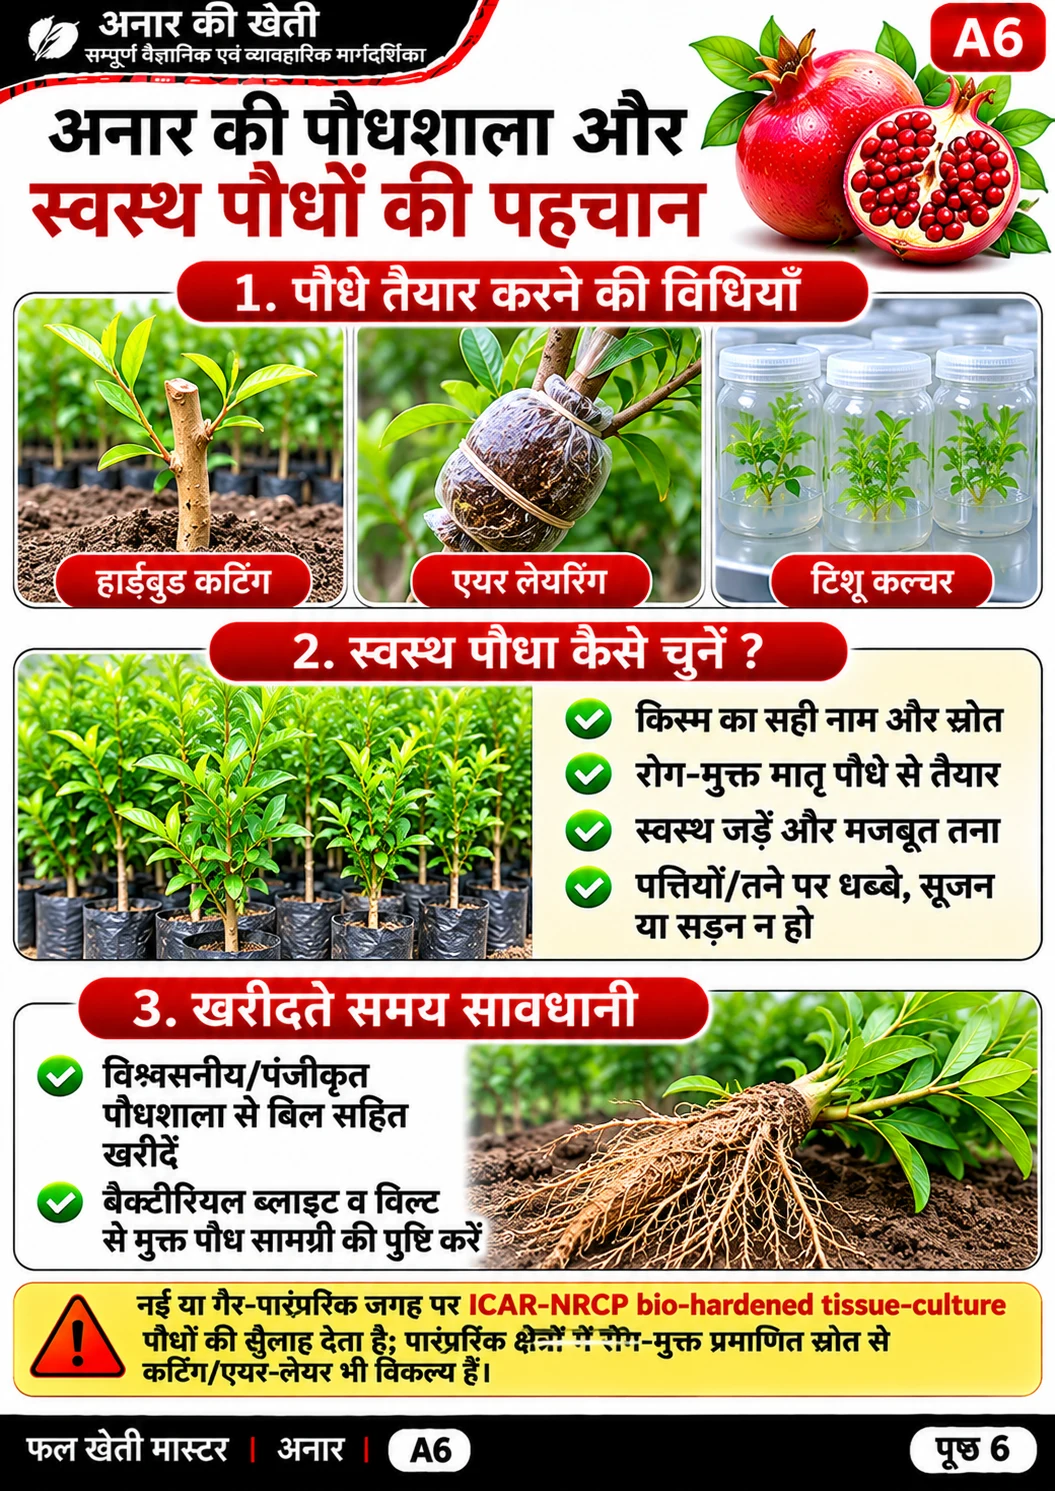 अनार की खेती
सम्पूर्ण वैज्ञानिक एवं व्यावहारिक मार्गदर्शिका
A6
अनार की पौधशाला और
स्वस्थ पौधों की पहचान
1. पौधे तैयार करने की विधियाँ
हार्ड़बुड कटिंग
एयर लेयरिंग
टिशू कल्चर
2. स्वस्थ पौधा कैसे चुनें ?
किस्म का सही नाम और स्रोत
रोग-मुक्त मातृ पौधे से तैयार
स्वस्थ जड़ें और मजबूत तना
पत्तियों/तने पर धब्बे, सूजन
या सड़न न हो
3. खरीदते समय सावधानी
विश्वसनीय/पंजीकृत
पौधशाला से बिल सहित
खरीदें
बैक्टीरियल ब्लाइट व विल्ट
से मुक्त पौध सामग्री की पुष्टि करें
नई या गैर-पारंप्ररिक जगह पर ICAR-NRCP bio-hardened tissue-culture
पौधों की सुैलाह देता है; पारंप्ररिंक क्षेत्रों में रोग-मुक्त प्रमाणित स्रोत से
कटिंग/एयर-लेयर भी विकल्य हैं।
फल खेती मास्टर | अनार | A6
पृष्ठ 6